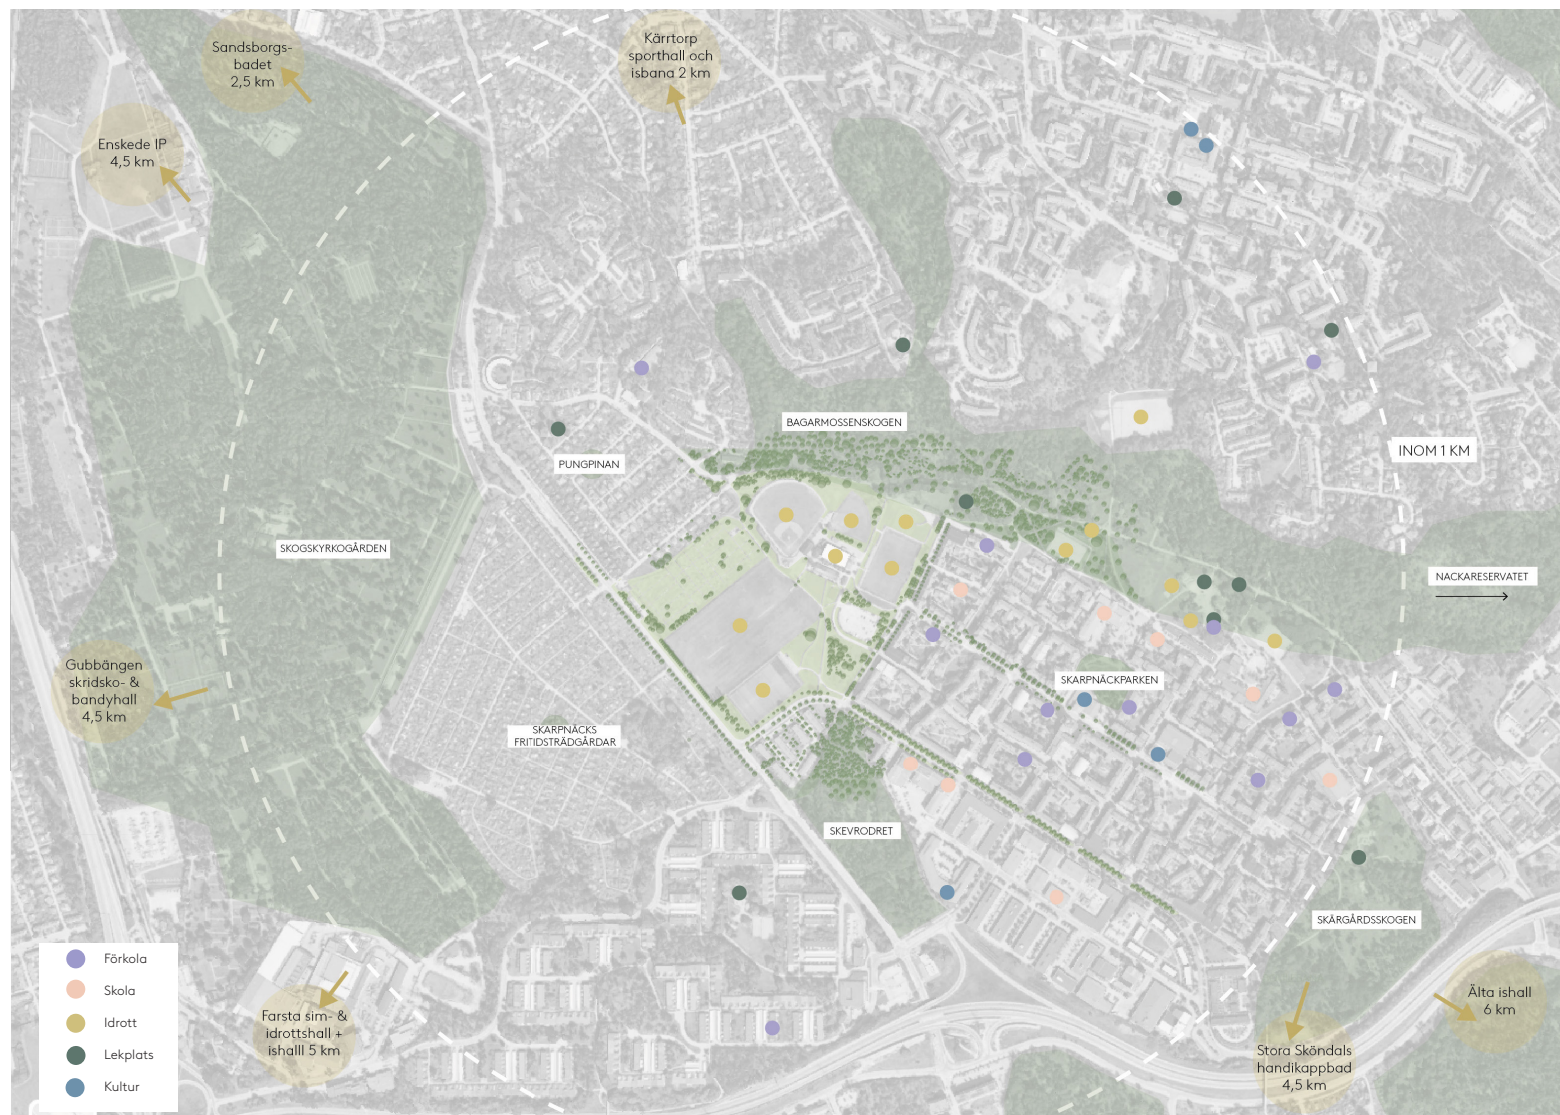 Sandsborgs-
badet
2,5 km
Kärrtorp
sporthall och
isbana 2 km
Enskede IP
4,5 km
BAGARMOSSENSKOGEN
INOM 1 KM
PUNGPINAN
SKOGSKYRKOGÅRDEN
NACKARESERVATET
Gubbängen
skridsko- &
bandyhall
4,5 km
SKARPNÄCKPARKEN
SKARPNÄCKS
FRITIDSTRÄDGÅRDAR
SKEVRODRET
SKÄRGÅRDSSKOGEN
Förkola
Skola
Idrott
Lekplats
Kultur
Farsta sim- &
idrottshall +
ishalll 5 km
Stora Sköndals
handikappbad
4,5 km
Älta ishall
6 km